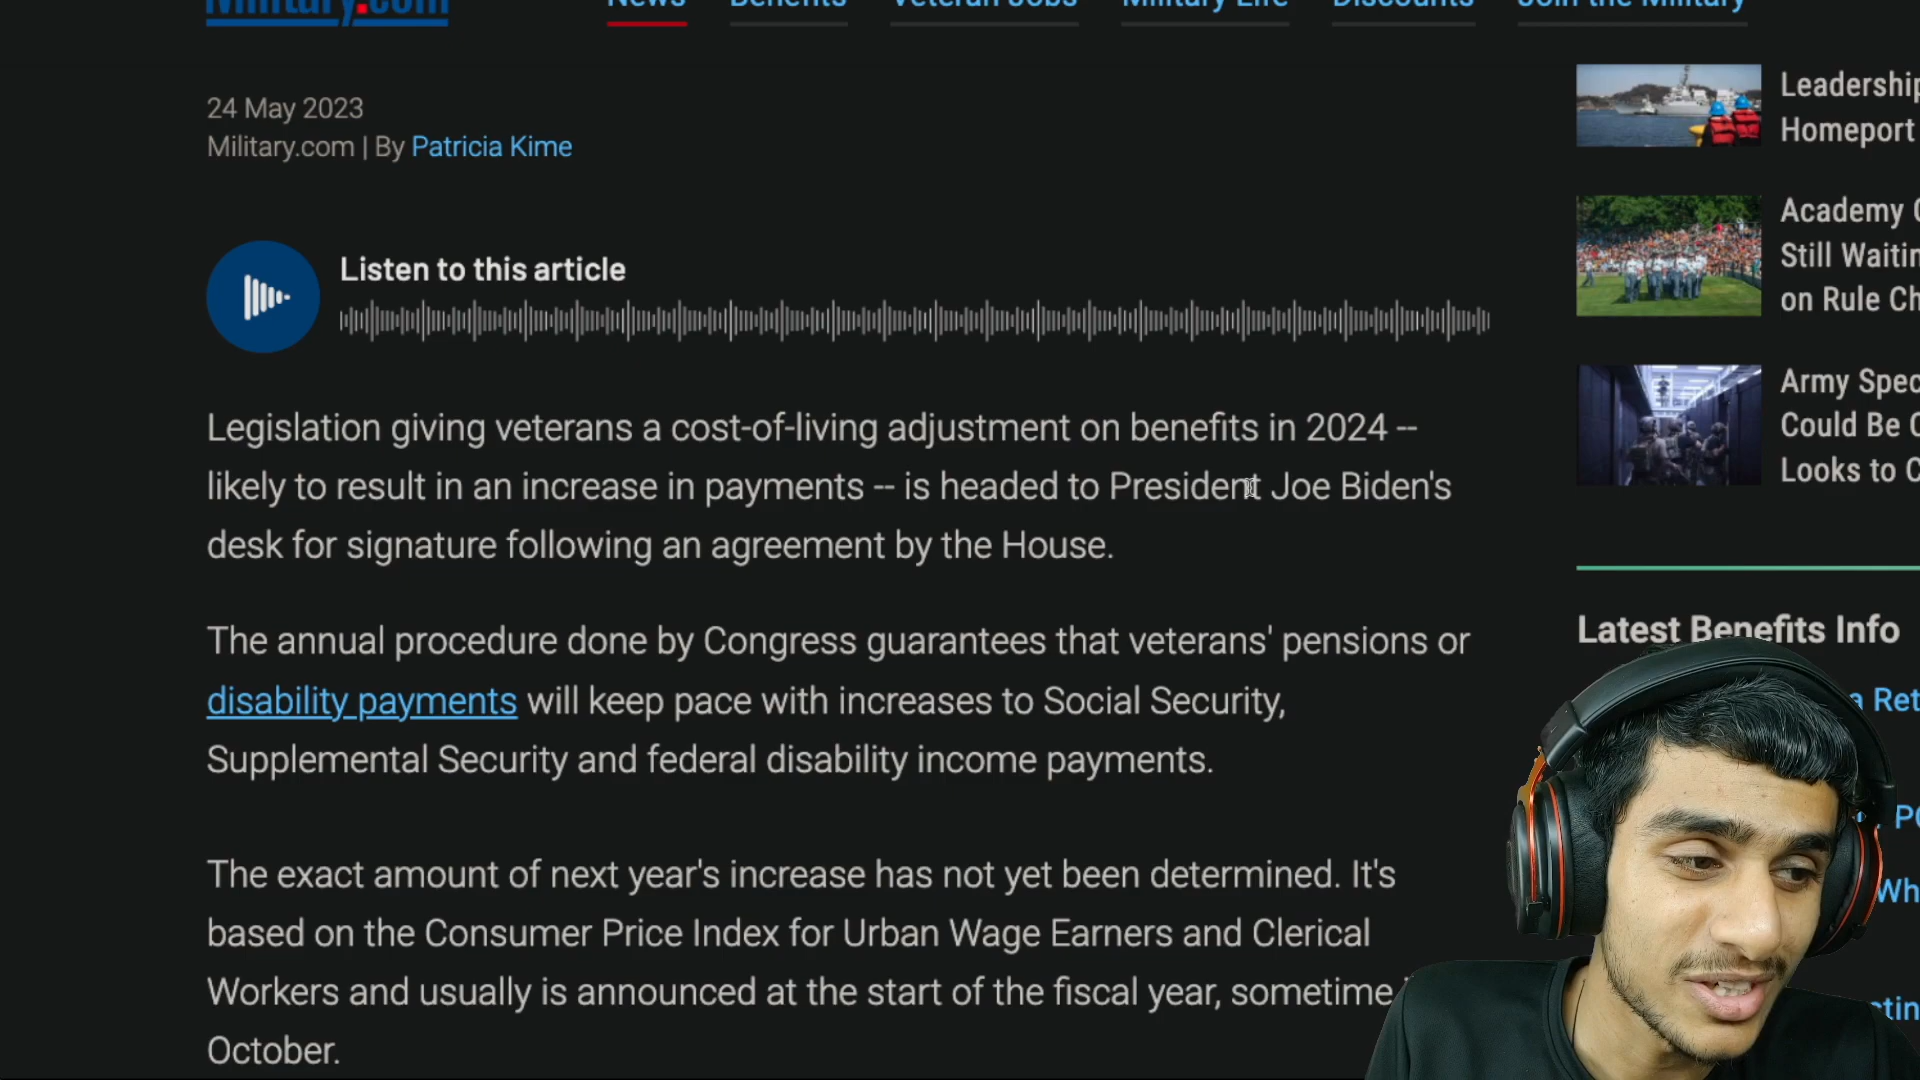 Military.com
News
Benefits
Veteran Jobs
Military Life
Discounts
Join the Military
24 May 2023
Military.com | By Patricia Kime
Listen to this article
Legislation giving veterans a cost-of-living adjustment on benefits in 2024 --
likely to result in an increase in payments -- is headed to President Joe Biden's
desk for signature following an agreement by the House.
The annual procedure done by Congress guarantees that veterans' pensions or
disability payments will keep pace with increases to Social Security,
Supplemental Security and federal disability income payments.
The exact amount of next year's increase has not yet been determined. It's
based on the Consumer Price Index for Urban Wage Earners and Clerical
Workers and usually is announced at the start of the fiscal year, sometime
October.
Leadership
Homeport
Academy
Still
on Rule
Army
Could Be
Looks to
Latest Benefits Info
a